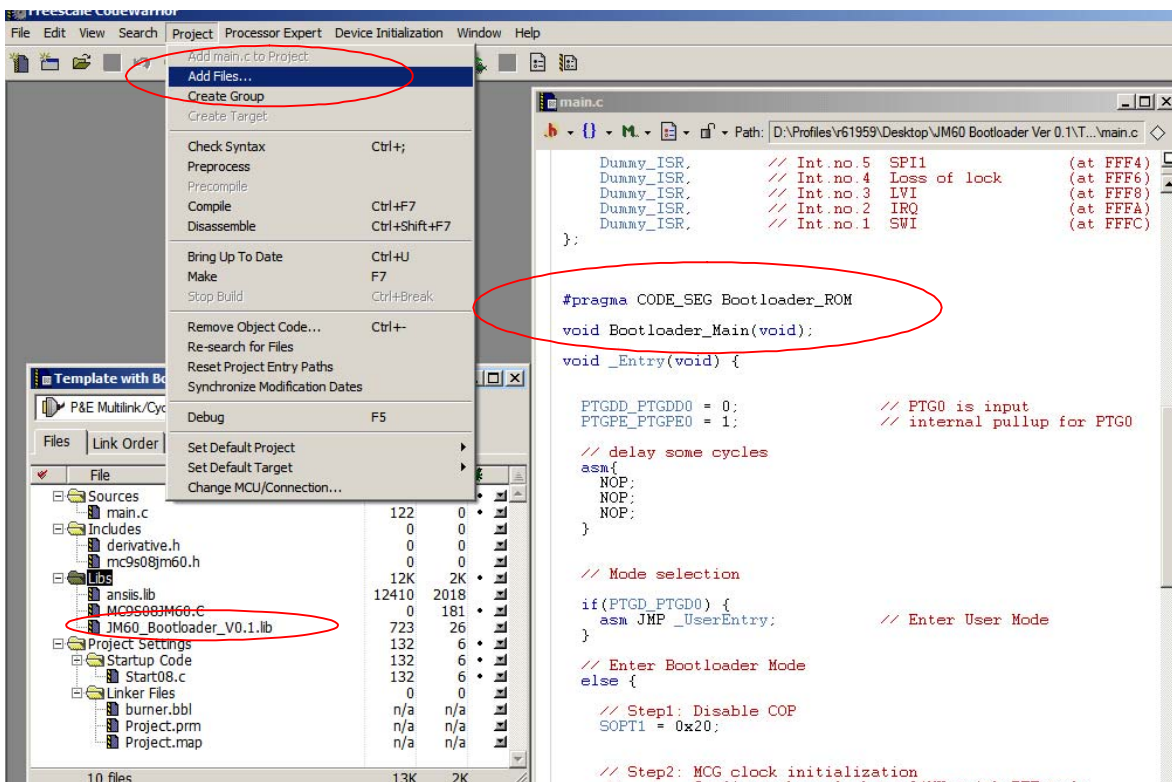 Freescale CodeWarrior
File Edit View Search Project Processor Expert Device Initialization Window Help
Add main.c to Project
Add Files...
Create Group
Create Target
Check Syntax Ctrl+;
Preprocess
Precompile
Compile Ctrl+F7
Disassemble Ctrl+Shift+F7
Bring Up To Date Ctrl+U
Make F7
Stop Build Ctrl+Break
Remove Object Code... Ctrl+-
Re-search for Files
Reset Project Entry Paths
Synchronize Modification Dates
Debug F5
Set Default Project
Set Default Target
Change MCU/Connection...
Template with Bo
P&E Multilink/Cyc
Files Link Order
File
Sources
main.c 122 0
Includes 0 0
derivative.h 0 0
mc9s08jm60.h 0 0
Libs 12K 2K
ansiis.lib 12410 2018
MC9S08JM60.C 0 181
JM60_Bootloader_V0.1.lib 723 26
Project Settings 132 6
Startup Code 132 6
Start08.c 132 6
Linker Files 0 0
burner.bbl n/a n/a
Project.prm n/a n/a
Project.map n/a n/a
10 files 13K 2K
main.c
.h {} M. Path: D:\Profiles\r61959\Desktop\JM60 Bootloader Ver 0.1\T...\main.c
Dummy_ISR, // Int.no.5 SPI1 (at FFF4)
Dummy_ISR, // Int.no.4 Loss of lock (at FFF6)
Dummy_ISR, // Int.no.3 LVI (at FFF8)
Dummy_ISR, // Int.no.2 IRQ (at FFFA)
Dummy_ISR, // Int.no.1 SWI (at FFFC)
};
#pragma CODE_SEG Bootloader_ROM
void Bootloader_Main(void);
void _Entry(void) {
PTGDD_PTGDD0 = 0; // PTG0 is input
PTGPE_PTGPE0 = 1; // internal pullup for PTG0
// delay some cycles
asm{
NOP;
NOP;
NOP;
}
// Mode selection
if(PTGD_PTGD0) {
asm JMP _UserEntry; // Enter User Mode
}
// Enter Bootloader Mode
else {
// Step1: Disable COP
SOPT1 = 0x20;
// Step2: MCG clock initialization